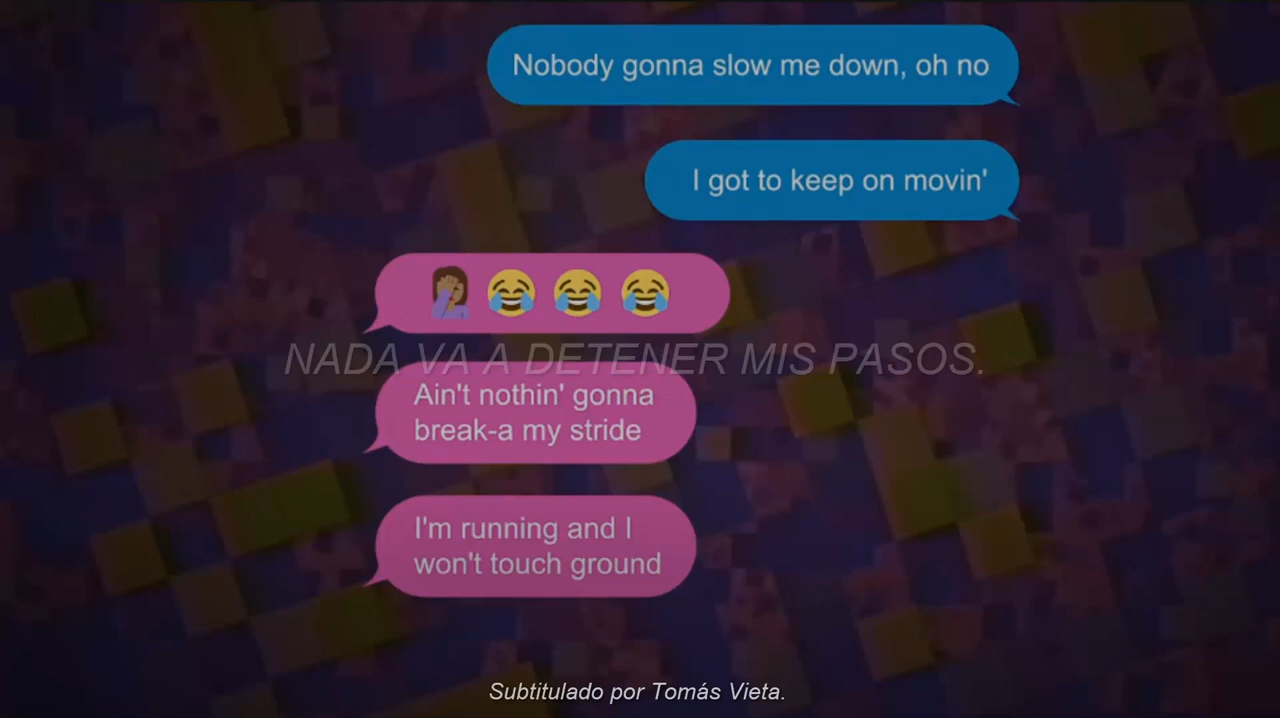 Nobody gonna slow me down, oh no
I got to keep on movin'
🤦🏾‍♀️ 😂 😂 😂
NADA VA A DETENER MIS PASOS.
Ain't nothin' gonna
break-a my stride
I'm running and I
won't touch ground
Subtitulado por Tomás Vieta.